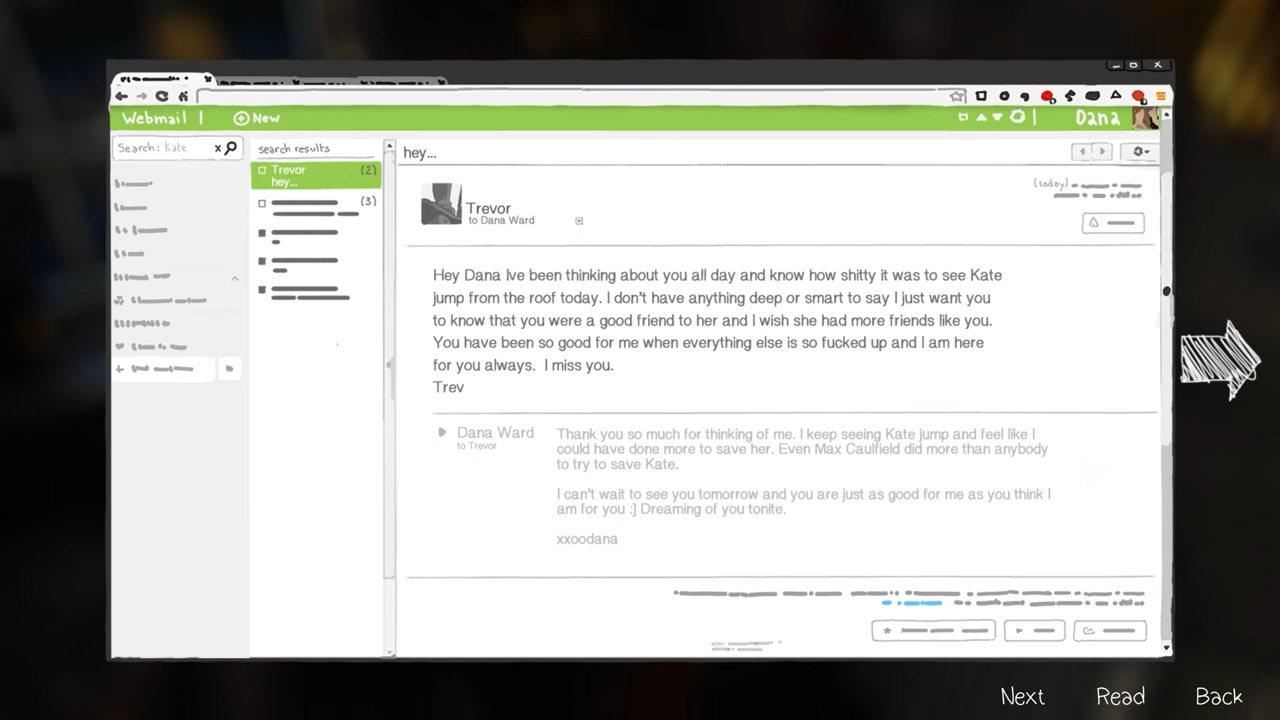 Webmail |
New
Dana
Search: Kate
x
search results
hey...
Trevor
(2)
hey...
(3)
(today)
Trevor
to Dana Ward
Hey Dana Ive been thinking about you all day and know how shitty it was to see Kate
jump from the roof today. I don't have anything deep or smart to say I just want you
to know that you were a good friend to her and I wish she had more friends like you.
You have been so good for me when everything else is so fucked up and I am here
for you always.  I miss you.
Trev
Dana Ward
to Trevor
Thank you so much for thinking of me. I keep seeing Kate jump and feel like I
could have done more to save her. Even Max Caulfield did more than anybody
to try to save Kate.
I can't wait to see you tomorrow and you are just as good for me as you think I
am for you :] Dreaming of you tonite.
xxoodana
Next
Read
Back